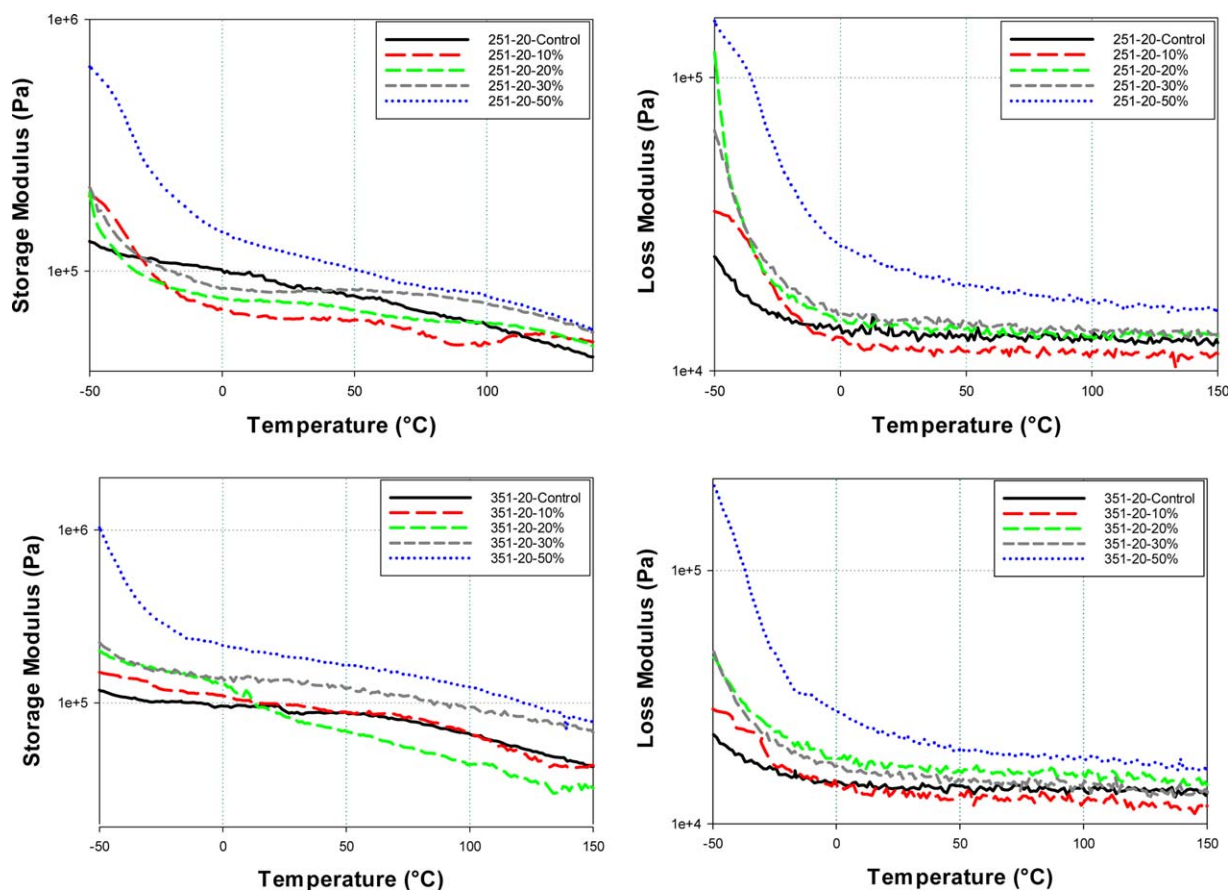 Storage Modulus (Pa)
1e+6
1e+5
251-20-Control
251-20-10%
251-20-20%
251-20-30%
251-20-50%
-50
0
50
100
Temperature (°C)
Loss Modulus (Pa)
1e+5
1e+4
251-20-Control
251-20-10%
251-20-20%
251-20-30%
251-20-50%
-50
0
50
100
150
Temperature (°C)
Storage Modulus (Pa)
1e+6
1e+5
351-20-Control
351-20-10%
351-20-20%
351-20-30%
351-20-50%
-50
0
50
100
150
Temperature (°C)
Loss Modulus (Pa)
1e+5
1e+4
351-20-Control
351-20-10%
351-20-20%
351-20-30%
351-20-50%
-50
0
50
100
150
Temperature (°C)